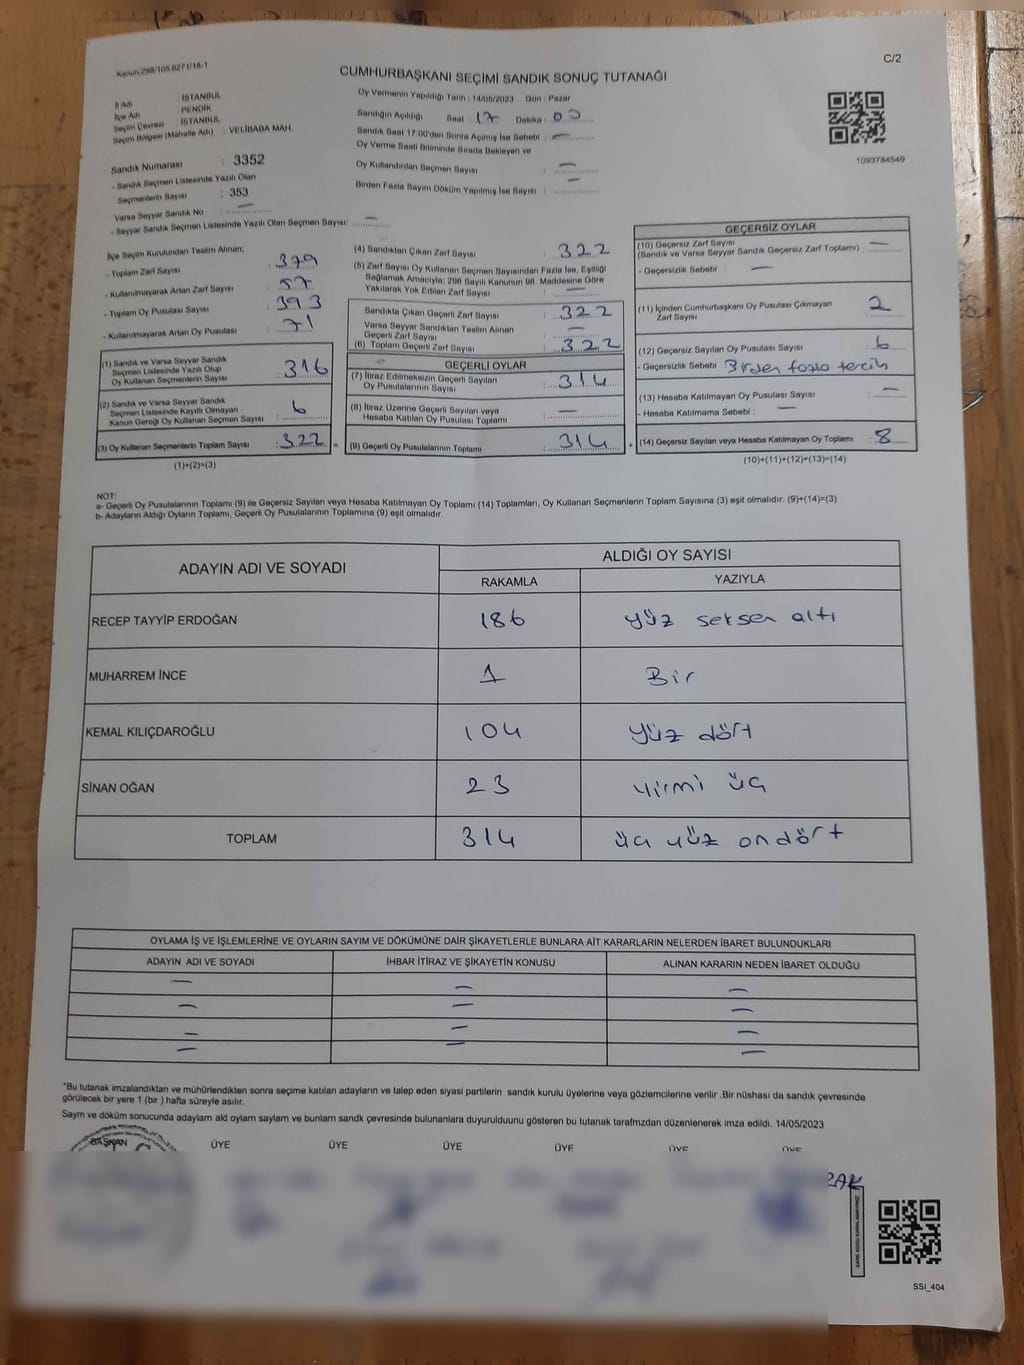 Kanun.298/105,6271/18-1
C/2
CUMHURBAŞKANI SEÇİMİ SANDIK SONUÇ TUTANAĞI
İl Adı : İSTANBUL
İlçe Adı : PENDİK
Seçim Çevresi : İSTANBUL
Seçim Bölgesi (Mahalle Adı) : VELİBABA MAH.
Sandık Numarası : 3352
- Sandık Seçmen Listesinde Yazılı Olan
Seçmenlerin Sayısı : 353
Varsa Seyyar Sandık No : —
- Seyyar Sandık Seçmen Listesinde Yazılı Olan Seçmen Sayısı: —
Oy Vermenin Yapıldığı Tarih : 14/05/2023 Gün : Pazar
Sandığın Açıldığı Saat : 17 Dakika :
Sandık Saat 17:00'den Sonra Açılmış İse Sebebi : —
Oy Verme Saati Bitiminde Sırada Bekleyen ve
Oy Kullandırılan Seçmen Sayısı : —
Birden Fazla Sayım Döküm Yapılmış İse Sayısı : —
1093784549
İlçe Seçim Kurulundan Teslim Alınan;
- Toplam Zarf Sayısı : 379
- Kullanılmayarak Artan Zarf Sayısı : 57
- Toplam Oy Pusulası Sayısı : 393
- Kullanılmayarak Artan Oy Pusulası : 71
(1) Sandık ve Varsa Seyyar Sandık
Seçmen Listesinde Yazılı Olup
Oy Kullanan Seçmenlerin Sayısı : 316
(2) Sandık ve Varsa Seyyar Sandık
Seçmen Listesinde Kayıtlı Olmayan
Kanun Gereği Oy Kullanan Seçmen Sayısı : 6
(3) Oy Kullanan Seçmenlerin Toplam Sayısı : 322 =
(1)+(2)=(3)
(4) Sandıktan Çıkan Zarf Sayısı : 322
(5) Zarf Sayısı Oy Kullanan Seçmen Sayısından Fazla İse, Eşitliği
Sağlamak Amacıyla; 298 Sayılı Kanunun 98. Maddesine Göre
Yakılarak Yok Edilen Zarf Sayısı : —
Sandıkta Çıkan Geçerli Zarf Sayısı : 322
Varsa Seyyar Sandıktan Teslim Alınan
Geçerli Zarf Sayısı : —
(6) Toplam Geçerli Zarf Sayısı : 322
GEÇERLİ OYLAR
(7) İtiraz Edilmeksizin Geçerli Sayılan
Oy Pusulalarının Sayısı : 314
(8) İtiraz Üzerine Geçerli Sayılan veya
Hesaba Katılan Oy Pusulası Toplamı : —
(9) Geçerli Oy Pusulalarının Toplamı : 314 +
GEÇERSİZ OYLAR
(10) Geçersiz Zarf Sayısı
(Sandık ve Varsa Seyyar Sandık Geçersiz Zarf Toplamı) : —
- Geçersizlik Sebebi : —
(11) İçinden Cumhurbaşkanı Oy Pusulası Çıkmayan
Zarf Sayısı : 2
(12) Geçersiz Sayılan Oy Pusulası Sayısı : 6
- Geçersizlik Sebebi : Birden fazla tercih
(13) Hesaba Katılmayan Oy Pusulası Sayısı : —
- Hesaba Katılmama Sebebi : —
(14) Geçersiz Sayılan veya Hesaba Katılmayan Oy Toplamı : 8
(10)+(11)+(12)+(13)=(14)
NOT:
a- Geçerli Oy Pusulalarının Toplamı (9) ile Geçersiz Sayılan veya Hesaba Katılmayan Oy Toplamı (14) Toplamları, Oy Kullanan Seçmenlerin Toplam Sayısına (3) eşit olmalıdır. (9)+(14)=(3)
b- Adayların Aldığı Oyların Toplamı, Geçerli Oy Pusulalarının Toplamına (9) eşit olmalıdır.
ADAYIN ADI VE SOYADI ALDIĞI OY SAYISI
RAKAMLA YAZIYLA
RECEP TAYYİP ERDOĞAN 186 yüz seksen altı
MUHARREM İNCE 1 Bir
KEMAL KILIÇDAROĞLU 104 yüz dört
SİNAN OĞAN 23 yirmi üç
TOPLAM 314 üç yüz ondört
OYLAMA İŞ VE İŞLEMLERİNE VE OYLARIN SAYIM VE DÖKÜMÜNE DAİR ŞİKAYETLERLE BUNLARA AİT KARARLARIN NELERDEN İBARET BULUNDUKLARI
ADAYIN ADI VE SOYADI İHBAR İTİRAZ VE ŞİKAYETİN KONUSU ALINAN KARARIN NEDEN İBARET OLDUĞU
— — —
— — —
— — —
— — —
*Bu tutanak imzalandıktan ve mühürlendikten sonra seçime katılan adayların ve talep eden siyasi partilerin sandık kurulu üyelerine veya gözlemcilerine verilir .Bir nüshası da sandık çevresinde
görülecek bir yere 1 (bir ) hafta süreyle asılır.
Sayım ve döküm sonucunda adaylarn ald oylarn saylarn ve bunlarn sandk çevresinde bulunanlara duyurulduunu gösteren bu tutanak tarafmzdan düzenlenerek imza edildi. 14/05/2023
BAŞKAN ÜYE ÜYE ÜYE ÜYE ÜYE ÜYE
SSI_404